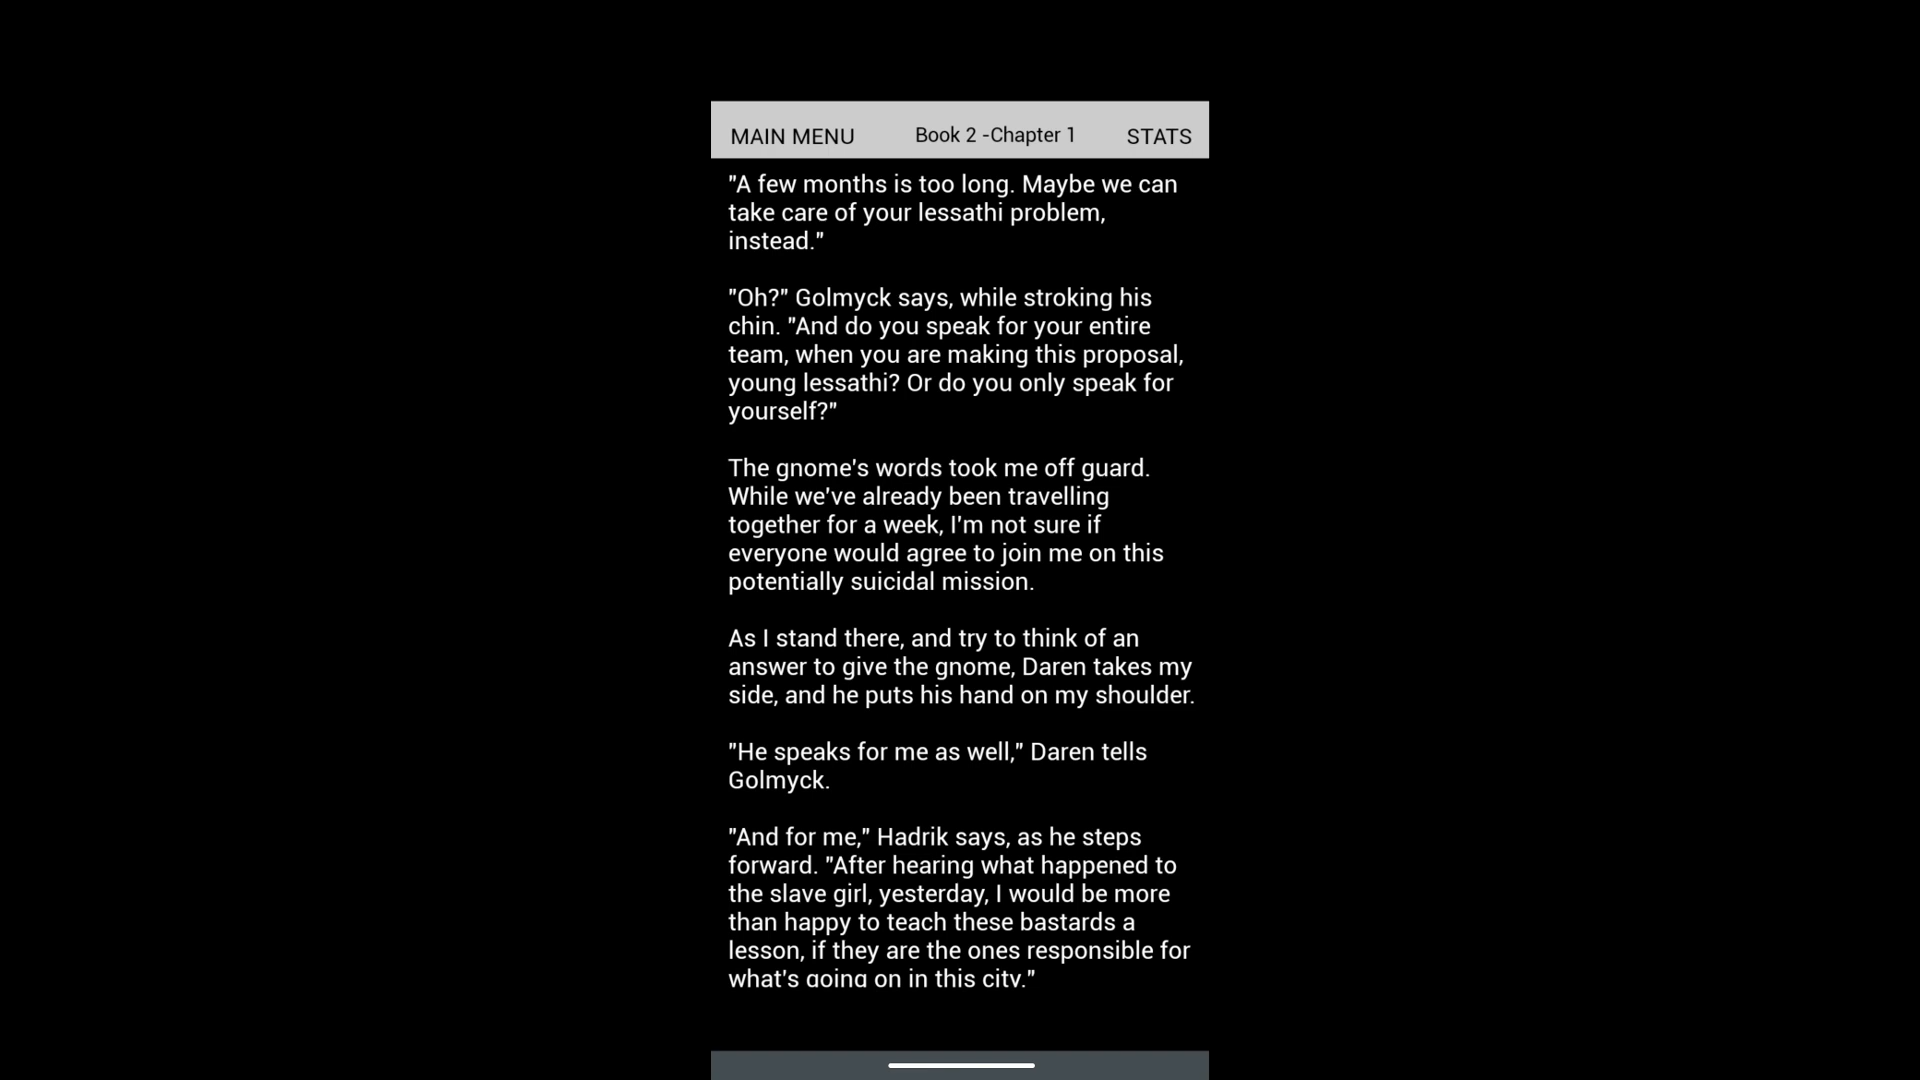 MAIN MENU
Book 2 -Chapter 1
STATS
"A few months is too long. Maybe we can
take care of your lessathi problem,
instead."
"Oh?" Golmyck says, while stroking his
chin. "And do you speak for your entire
team, when you are making this proposal,
young lessathi? Or do you only speak for
yourself?"
The gnome's words took me off guard.
While we've already been travelling
together for a week, I'm not sure if
everyone would agree to join me on this
potentially suicidal mission.
As I stand there, and try to think of an
answer to give the gnome, Daren takes my
side, and he puts his hand on my shoulder.
"He speaks for me as well," Daren tells
Golmyck.
"And for me," Hadrik says, as he steps
forward. "After hearing what happened to
the slave girl, yesterday, I would be more
than happy to teach these bastards a
lesson, if they are the ones responsible for
what's going on in this city."